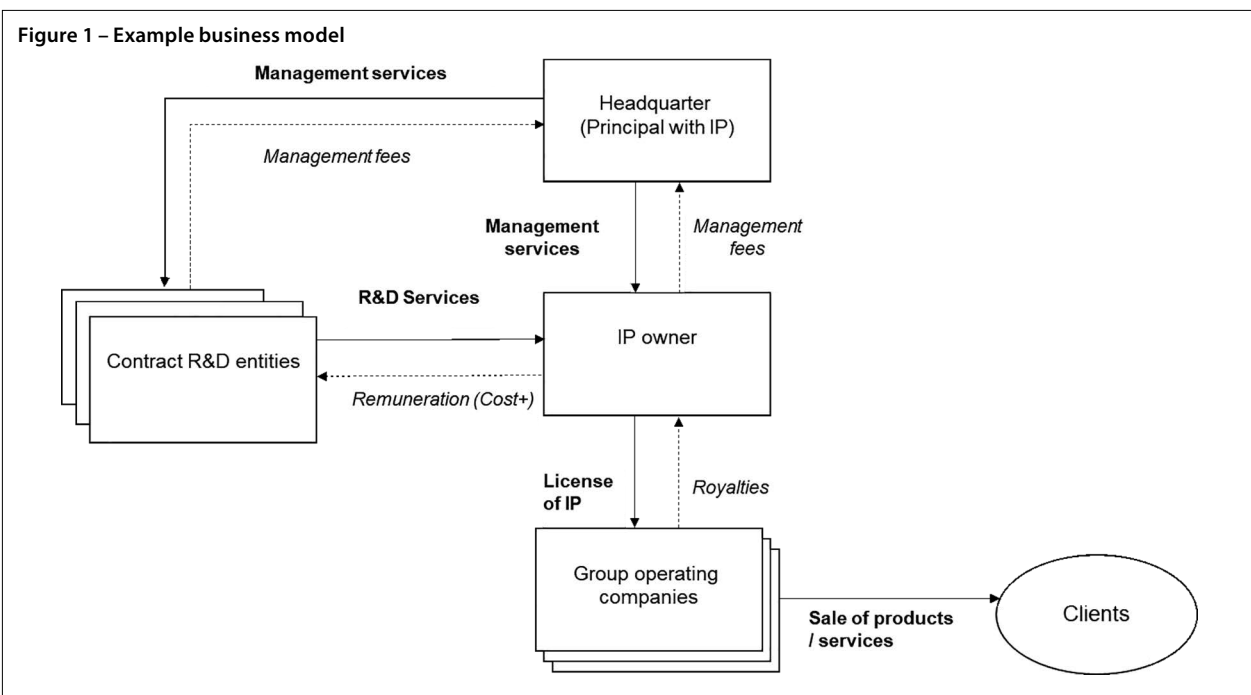 Figure 1 – Example business model
Management services
Headquarter
(Principal with IP)
Management fees
Management
services
Management
fees
R&D Services
IP owner
Contract R&D entities
Remuneration (Cost+)
License
of IP
Royalties
Group operating
companies
Sale of products
/ services
Clients